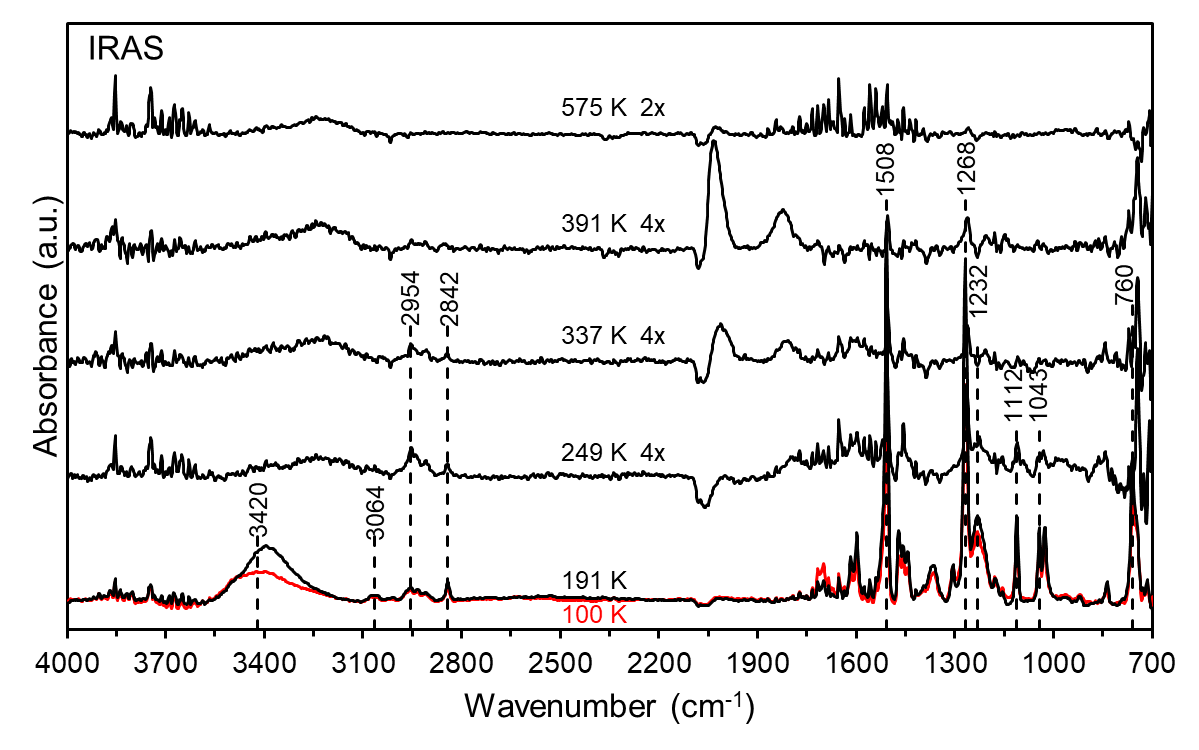 IRAS
575 K 2x
1508
1268
391 K 4x
2954
2842
1232
760
337 K 4x
1112
1043
249 K 4x
3420
3064
191 K
100 K
4000 3700 3400 3100 2800 2500 2200 1900 1600 1300 1000 700
Wavenumber (cm-1)
Absorbance (a.u.)